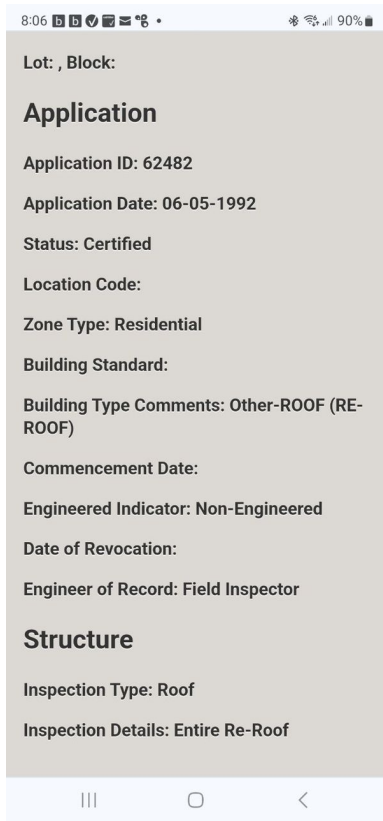 8:06 90%
Lot: , Block:
Application
Application ID: 62482
Application Date: 06-05-1992
Status: Certified
Location Code:
Zone Type: Residential
Building Standard:
Building Type Comments: Other-ROOF (RE-
ROOF)
Commencement Date:
Engineered Indicator: Non-Engineered
Date of Revocation:
Engineer of Record: Field Inspector
Structure
Inspection Type: Roof
Inspection Details: Entire Re-Roof